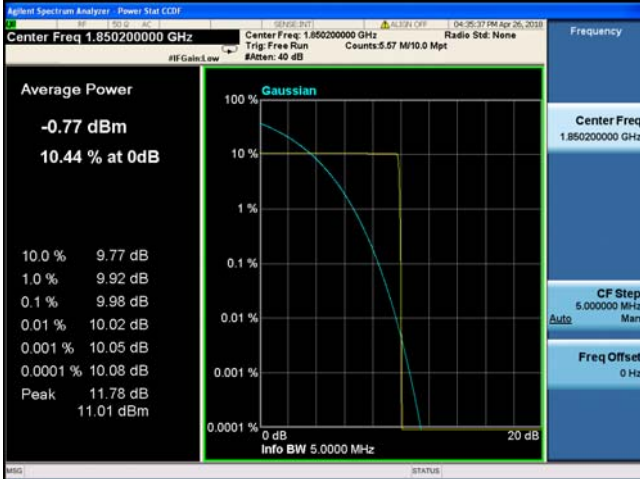 Agilent Spectrum Analyzer - Power Stat CCDF
RF 50 Ω AC SENSE:INT ALIGN OFF 04:35:37 PM Apr 26, 2018
Center Freq 1.850200000 GHz
Center Freq: 1.850200000 GHz Radio Std: None
Trig: Free Run Counts:5.57 M/10.0 Mpt
#IFGain:Low #Atten: 40 dB
Frequency
Average Power
-0.77 dBm
10.44 % at 0dB
10.0 % 9.77 dB
1.0 % 9.92 dB
0.1 % 9.98 dB
0.01 % 10.02 dB
0.001 % 10.05 dB
0.0001 % 10.08 dB
Peak 11.78 dB
11.01 dBm
Gaussian
100 %
10 %
1 %
0.1 %
0.01 %
0.001 %
0.0001 %
0 dB 20 dB
Info BW 5.0000 MHz
Center Freq
1.850200000 GHz
CF Step
5.000000 MHz
Auto Man
Freq Offset
0 Hz
MSG STATUS